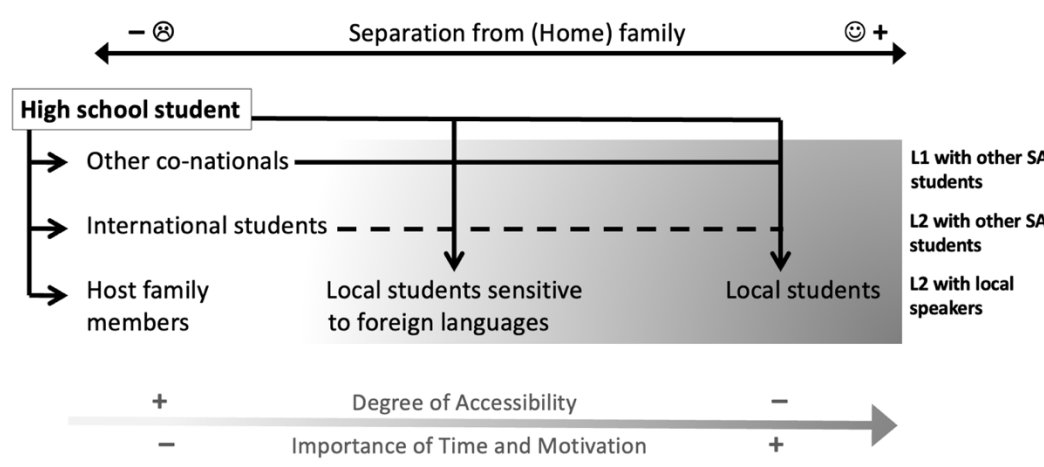 − ☹ Separation from (Home) family ☺ +
High school student
Other co-nationals
L1 with other SA
students
International students
L2 with other SA
students
Host family
members
Local students sensitive
to foreign languages
Local students
L2 with local
speakers
+ Degree of Accessibility −
− Importance of Time and Motivation +